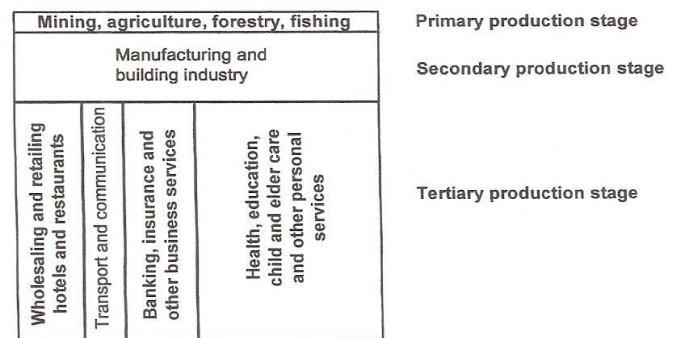 Mining, agriculture, forestry, fishing
Primary production stage
Manufacturing and
building industry
Secondary production stage
Wholesaling and retailing
hotels and restaurants
Transport and communication
Banking, insurance and
other business services
Health, education,
child and elder care
and other personal
services
Tertiary production stage